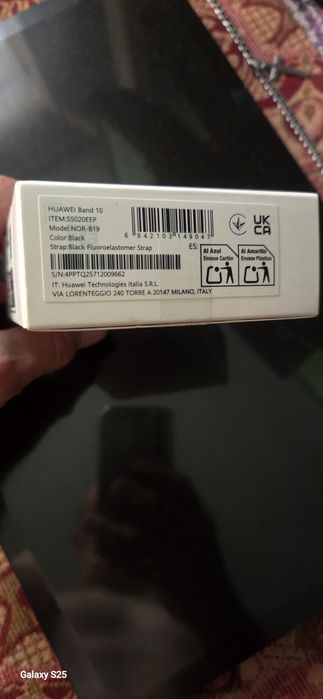 HUAWEI Band 10
ITEM:55020EEP
Model:NOR-B19
Color:Black
Strap:Black Fluoroelastomer Strap
6 942103 149047
S/N:4PPTQ25712009662
IT: Huawei Technologies Italia S.R.L
VIA LORENTEGGIO 240 TORRE A 20147 MILANO, ITALY
ES:
Al Azul
Envase Cartón
Al Amarillo
Envase Plástico
UK
CA
Galaxy S25